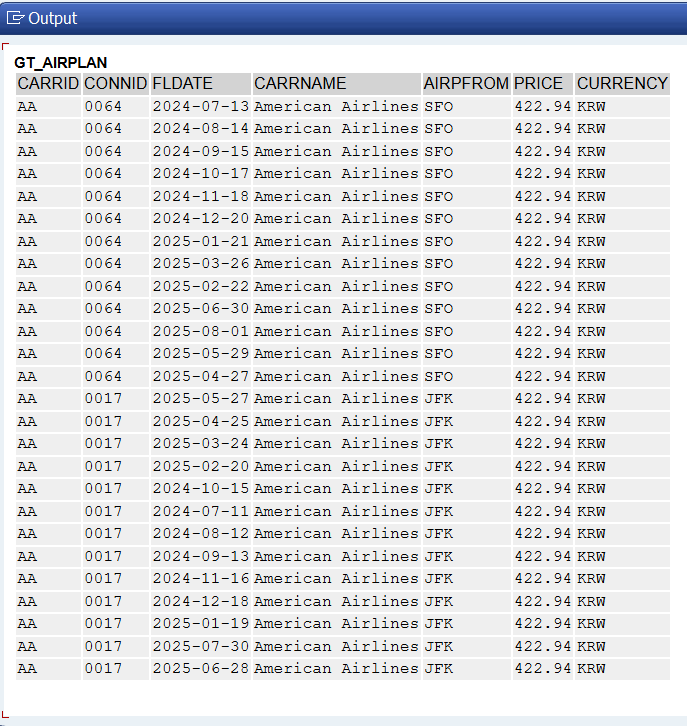 Output
GT_AIRPLAN
CARRID CONNID FLDATE CARRNAME AIRPFROM PRICE CURRENCY
AA 0064 2024-07-13 American Airlines SFO 422.94 KRW
AA 0064 2024-08-14 American Airlines SFO 422.94 KRW
AA 0064 2024-09-15 American Airlines SFO 422.94 KRW
AA 0064 2024-10-17 American Airlines SFO 422.94 KRW
AA 0064 2024-11-18 American Airlines SFO 422.94 KRW
AA 0064 2024-12-20 American Airlines SFO 422.94 KRW
AA 0064 2025-01-21 American Airlines SFO 422.94 KRW
AA 0064 2025-03-26 American Airlines SFO 422.94 KRW
AA 0064 2025-02-22 American Airlines SFO 422.94 KRW
AA 0064 2025-06-30 American Airlines SFO 422.94 KRW
AA 0064 2025-08-01 American Airlines SFO 422.94 KRW
AA 0064 2025-05-29 American Airlines SFO 422.94 KRW
AA 0064 2025-04-27 American Airlines SFO 422.94 KRW
AA 0017 2025-05-27 American Airlines JFK 422.94 KRW
AA 0017 2025-04-25 American Airlines JFK 422.94 KRW
AA 0017 2025-03-24 American Airlines JFK 422.94 KRW
AA 0017 2025-02-20 American Airlines JFK 422.94 KRW
AA 0017 2024-10-15 American Airlines JFK 422.94 KRW
AA 0017 2024-07-11 American Airlines JFK 422.94 KRW
AA 0017 2024-08-12 American Airlines JFK 422.94 KRW
AA 0017 2024-09-13 American Airlines JFK 422.94 KRW
AA 0017 2024-11-16 American Airlines JFK 422.94 KRW
AA 0017 2024-12-18 American Airlines JFK 422.94 KRW
AA 0017 2025-01-19 American Airlines JFK 422.94 KRW
AA 0017 2025-07-30 American Airlines JFK 422.94 KRW
AA 0017 2025-06-28 American Airlines JFK 422.94 KRW